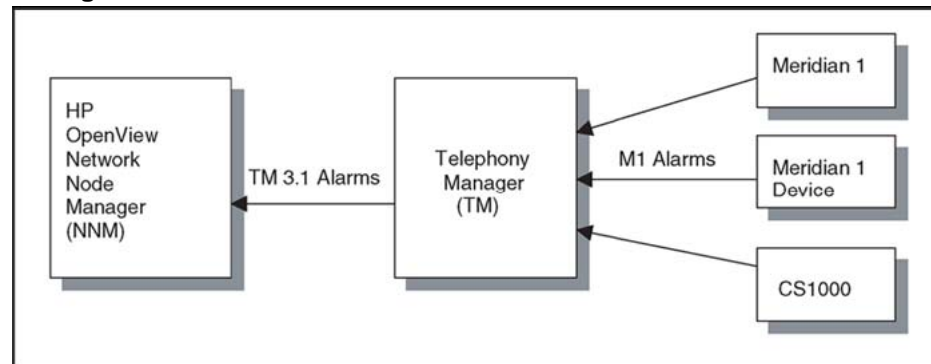 HP
OpenView
Network
Node
Manager
(NNM)
TM 3.1 Alarms
Telephony
Manager
(TM)
M1 Alarms
Meridian 1
Meridian 1
Device
CS1000